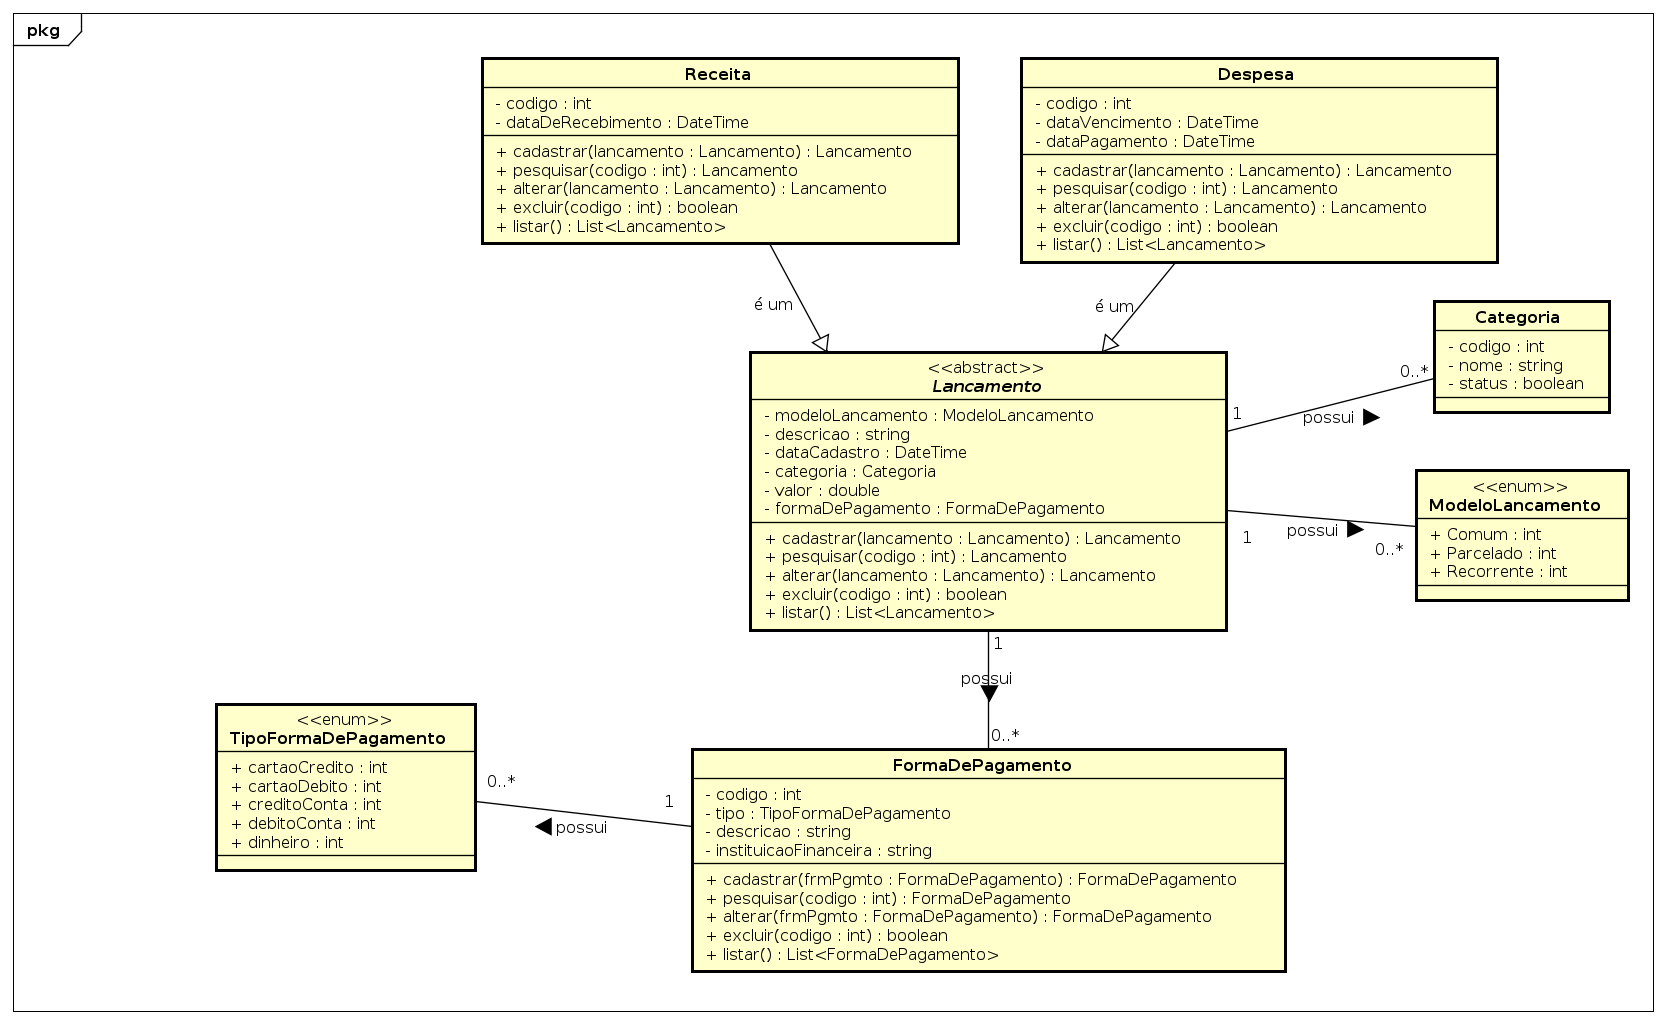 pkg
Receita
- codigo : int
- dataDeRecebimento : DateTime
+ cadastrar(lancamento : Lancamento) : Lancamento
+ pesquisar(codigo : int) : Lancamento
+ alterar(lancamento : Lancamento) : Lancamento
+ excluir(codigo : int) : boolean
+ listar() : List<Lancamento>
Despesa
- codigo : int
- dataVencimento : DateTime
- dataPagamento : DateTime
+ cadastrar(lancamento : Lancamento) : Lancamento
+ pesquisar(codigo : int) : Lancamento
+ alterar(lancamento : Lancamento) : Lancamento
+ excluir(codigo : int) : boolean
+ listar() : List<Lancamento>
é um
é um
Categoria
- codigo : int
- nome : string
- status : boolean
<<abstract>>
Lancamento
- modeloLancamento : ModeloLancamento
- descricao : string
- dataCadastro : DateTime
- categoria : Categoria
- valor : double
- formaDePagamento : FormaDePagamento
+ cadastrar(lancamento : Lancamento) : Lancamento
+ pesquisar(codigo : int) : Lancamento
+ alterar(lancamento : Lancamento) : Lancamento
+ excluir(codigo : int) : boolean
+ listar() : List<Lancamento>
0..*
1
possui
<<enum>>
ModeloLancamento
+ Comum : int
+ Parcelado : int
+ Recorrente : int
possui
1
0..*
1
possui
0..*
<<enum>>
TipoFormaDePagamento
+ cartaoCredito : int
+ cartaoDebito : int
+ creditoConta : int
+ debitoConta : int
+ dinheiro : int
0..*
1
possui
FormaDePagamento
- codigo : int
- tipo : TipoFormaDePagamento
- descricao : string
- instituicaoFinanceira : string
+ cadastrar(frmPgmto : FormaDePagamento) : FormaDePagamento
+ pesquisar(codigo : int) : FormaDePagamento
+ alterar(frmPgmto : FormaDePagamento) : FormaDePagamento
+ excluir(codigo : int) : boolean
+ listar() : List<FormaDePagamento>